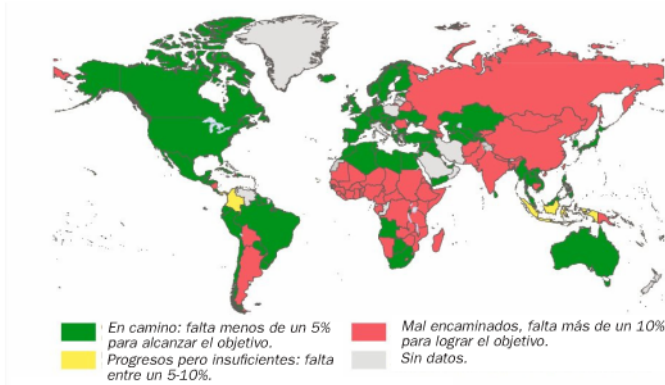 En camino: falta menos de un 5%
para alcanzar el objetivo.
Progresos pero insuficientes: falta
entre un 5-10%.
Mal encaminados, falta más de un 10%
para lograr el objetivo.
Sin datos.